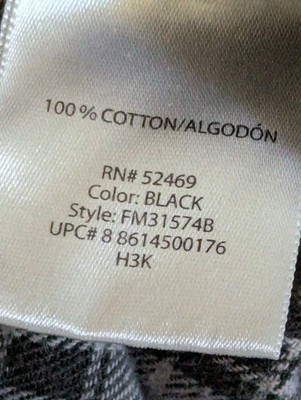 100% COTTON/ALGODÓN
RN# 52469
Color: BLACK
Style: FM31574B
UPC# 8 8614500176
H3K